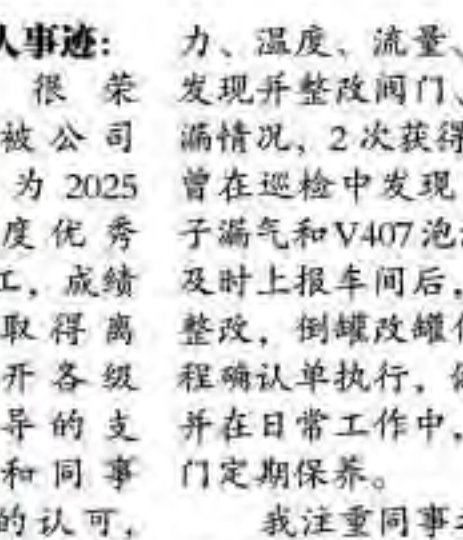 人事迹：
很荣
被公司
为 2025
度优秀
工，成绩
取得离
开各级
导的支
和同事
的认可，
力、温度、流量、
发现并整改阀门、
漏情况，2次获得
曾在巡检中发现
子漏气和V407泡
及时上报车间后，
整改，倒罐改罐
程确认单执行，
并在日常工作中，
门定期保养。
我注重同事